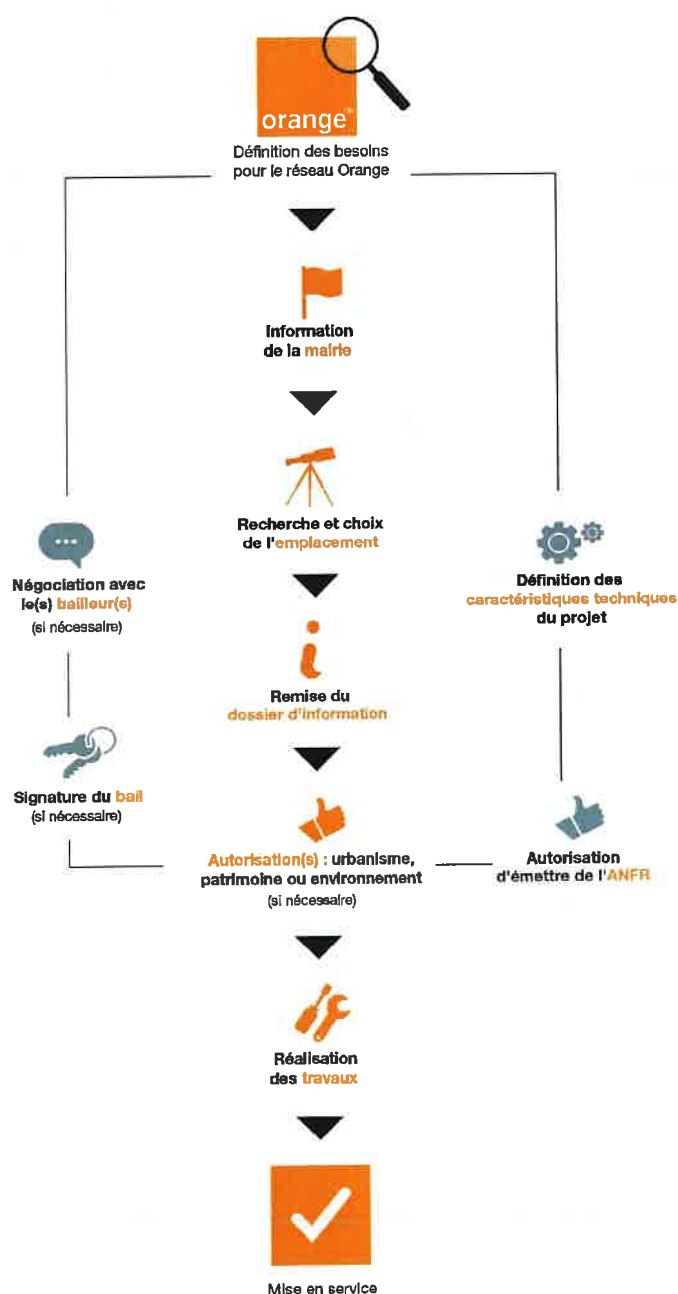 orange
Définition des besoins
pour le réseau Orange
Information
de la mairie
Recherche et choix
de l'emplacement
Négociation avec
le(s) bailleur(s)
(si nécessaire)
Définition des
caractéristiques techniques
du projet
Remise du
dossier d'information
Signature du bail
(si nécessaire)
Autorisation(s) : urbanisme,
patrimoine ou environnement
(si nécessaire)
Autorisation
d'émettre de l'ANFR
Réalisation
des travaux
Mise en service